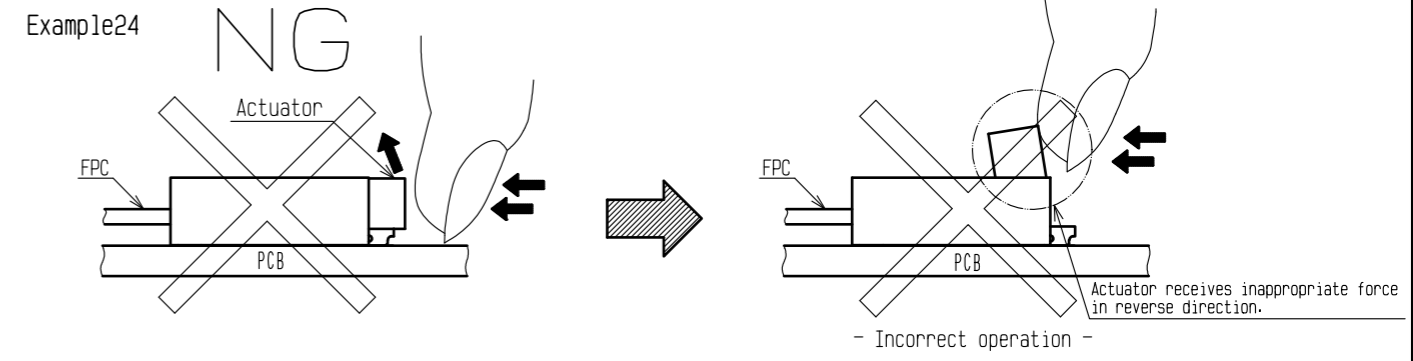 Example24
NG
Actuator
FPC
PCB
FPC
PCB
Actuator receives inappropriate force
in reverse direction.
- Incorrect operation -